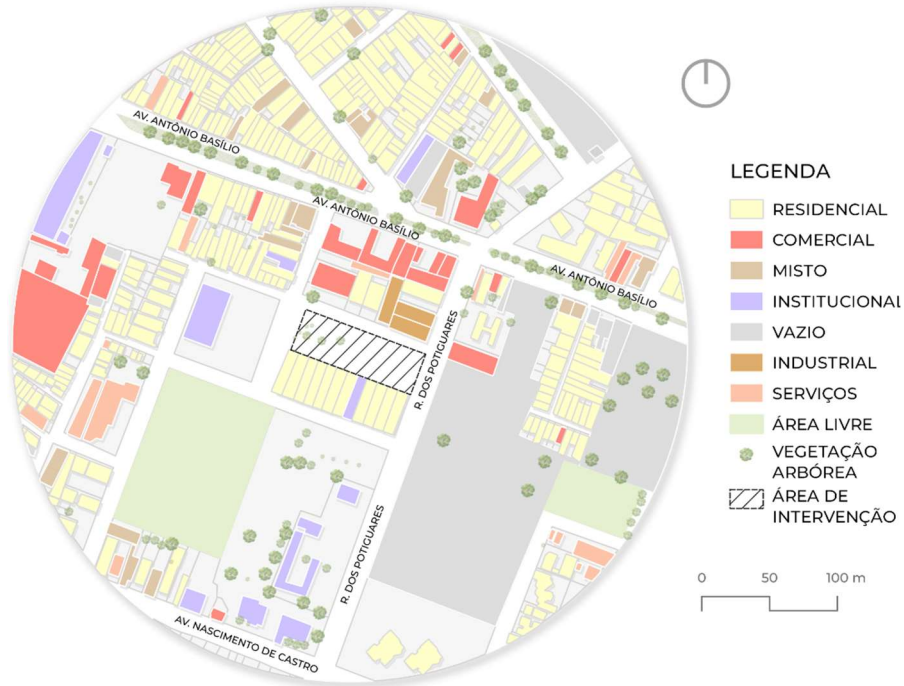 AV. ANTÔNIO BASÍLIO
AV. ANTÔNIO BASÍLIO
AV. ANTÔNIO BASÍLIO
R. DOS POTIGUARES
R. DOS POTIGUARES
AV. NASCIMENTO DE CASTRO
LEGENDA
RESIDENCIAL
COMERCIAL
MISTO
INSTITUCIONAL
VAZIO
INDUSTRIAL
SERVIÇOS
ÁREA LIVRE
VEGETAÇÃO
ARBÓREA
ÁREA DE
INTERVENÇÃO
0 50 100 m